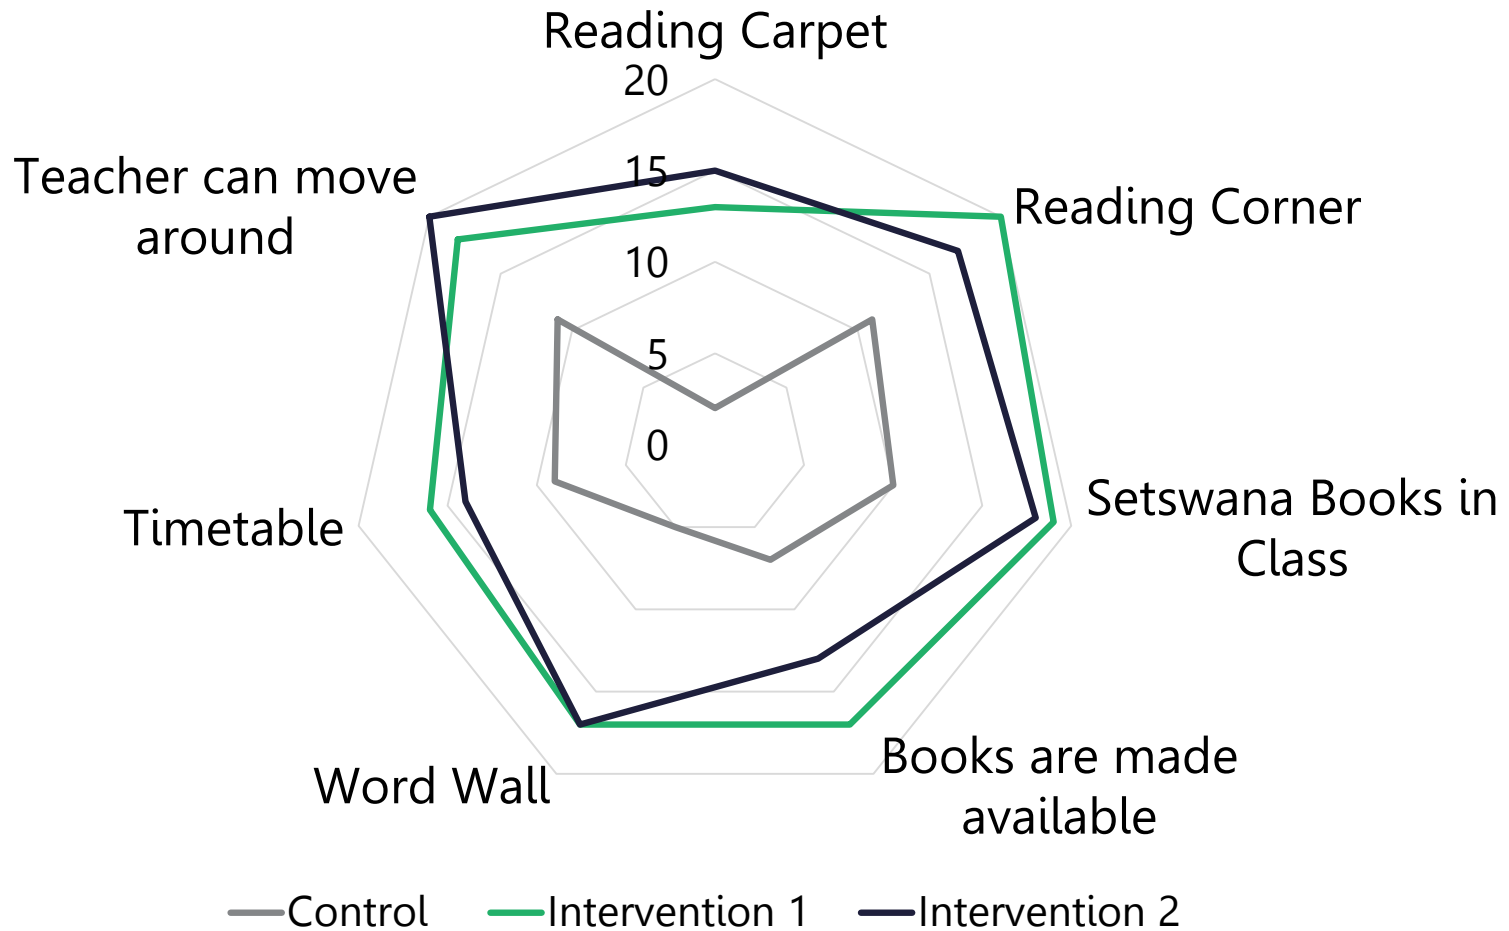 Reading Carpet
20
15
10
5
0
Reading Corner
Setswana Books in
Class
Books are made
available
Word Wall
Timetable
Teacher can move
around
Control
Intervention 1
Intervention 2